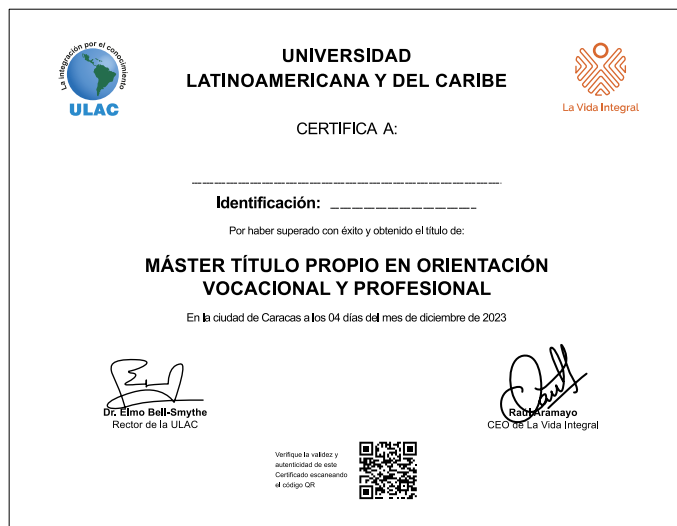 La integración por el conocimiento
ULAC
UNIVERSIDAD
LATINOAMERICANA Y DEL CARIBE
La Vida Integral
CERTIFICA A:
Identificación:
Por haber superado con éxito y obtenido el título de:
MÁSTER TÍTULO PROPIO EN ORIENTACIÓN
VOCACIONAL Y PROFESIONAL
En la ciudad de Caracas a los 04 días del mes de diciembre de 2023
Dr. Elmo Bell-Smythe
Rector de la ULAC
Raúl Aramayo
CEO de La Vida Integral
Verifique la validez y
autenticidad de este
Certificado escaneando
el código QR